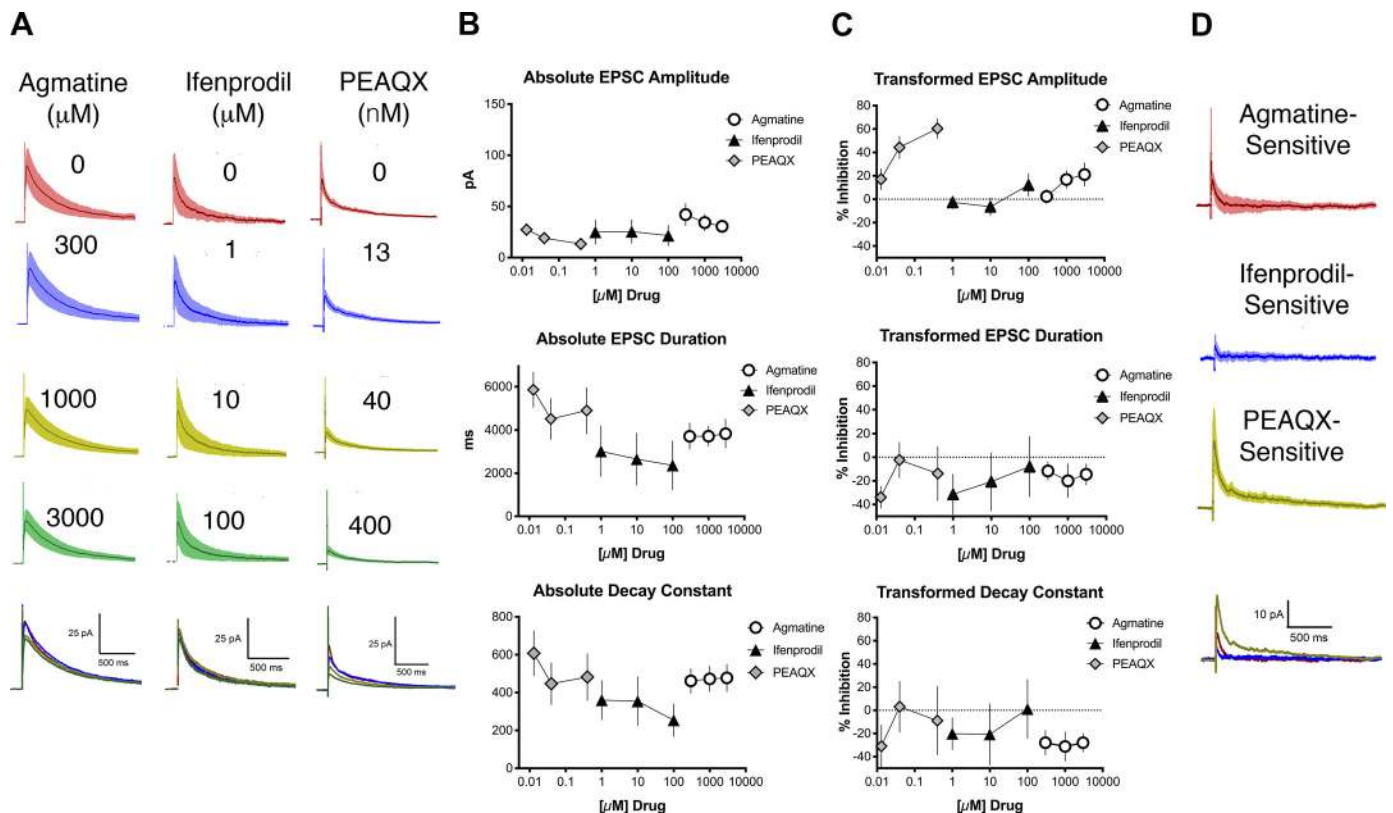 A
Agmatine
(μM)
Ifenprodil
(μM)
PEAQX
(nM)
0
0
0
300
1
13
1000
10
40
3000
100
400
25 pA
500 ms
25 pA
500 ms
25 pA
500 ms
B
Absolute EPSC Amplitude
150
100
50
0
pA
Agmatine
Ifenprodil
PEAQX
0.01 0.1 1 10 100 1000 10000
[μM] Drug
Absolute EPSC Duration
6000
4000
2000
0
ms
Agmatine
Ifenprodil
PEAQX
0.01 0.1 1 10 100 1000 10000
[μM] Drug
Absolute Decay Constant
800
600
400
200
0
Agmatine
Ifenprodil
PEAQX
0.01 0.1 1 10 100 1000 10000
[μM] Drug
C
Transformed EPSC Amplitude
80
60
40
20
0
-20
-40
% Inhibition
Agmatine
Ifenprodil
PEAQX
0.01 0.1 1 10 100 1000 10000
[μM] Drug
Transformed EPSC Duration
80
60
40
20
0
-20
-40
% Inhibition
Agmatine
Ifenprodil
PEAQX
0.01 0.1 1 10 100 1000 10000
[μM] Drug
Transformed Decay Constant
80
60
40
20
0
-20
-40
% Inhibition
Agmatine
Ifenprodil
PEAQX
0.01 0.1 1 10 100 1000 10000
[μM] Drug
D
Agmatine-
Sensitive
Ifenprodil-
Sensitive
PEAQX-
Sensitive
10 pA
500 ms